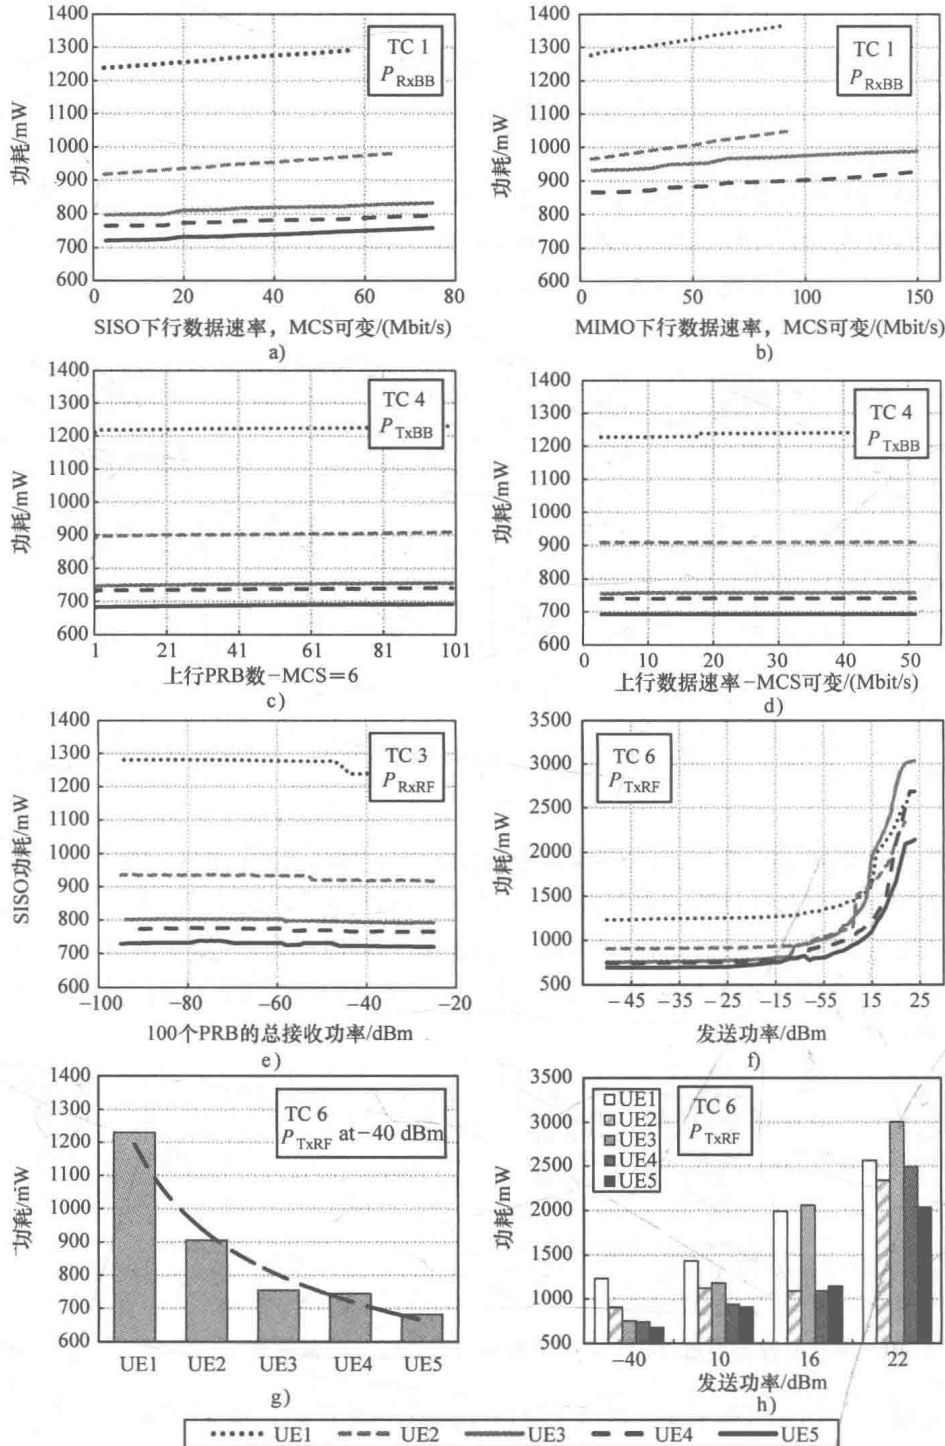 1400
1300
1200
1100
1000
900
800
700
600
功耗/mW
TC 1
PRxBB
0 20 40 60 80
SISO下行数据速率，MCS可变/(Mbit/s)
a)
1400
1300
1200
1100
1000
900
800
700
600
功耗/mW
TC 1
PRxBB
0 50 100 150
MIMO下行数据速率，MCS可变/(Mbit/s)
b)
1400
1300
1200
1100
1000
900
800
700
600
功耗/mW
TC 4
PTxBB
1 21 41 61 81 101
上行PRB数-MCS=6
c)
1400
1300
1200
1100
1000
900
800
700
600
功耗/mW
TC 4
PTxBB
0 10 20 30 40 50
上行数据速率-MCS可变/(Mbit/s)
d)
1400
1300
1200
1100
1000
900
800
700
600
SISO功耗/mW
TC 3
PRxRF
-100 -80 -60 -40 -20
100个PRB的总接收功率/dBm
e)
3500
3000
2500
2000
1500
1000
500
功耗/mW
TC 6
PTxRF
-45 -35 -25 -15 -55 15 25
发送功率/dBm
f)
1400
1300
1200
1100
1000
900
800
700
600
功耗/mW
TC 6
PTxRF at-40 dBm
UE1 UE2 UE3 UE4 UE5
g)
3500
3000
2500
2000
1500
1000
500
功耗/mW
UE1
UE2
UE3
UE4
UE5
TC 6
PTxRF
-40 10 16 22
发送功率/dBm
h)
UE1 UE2 UE3 UE4 UE5